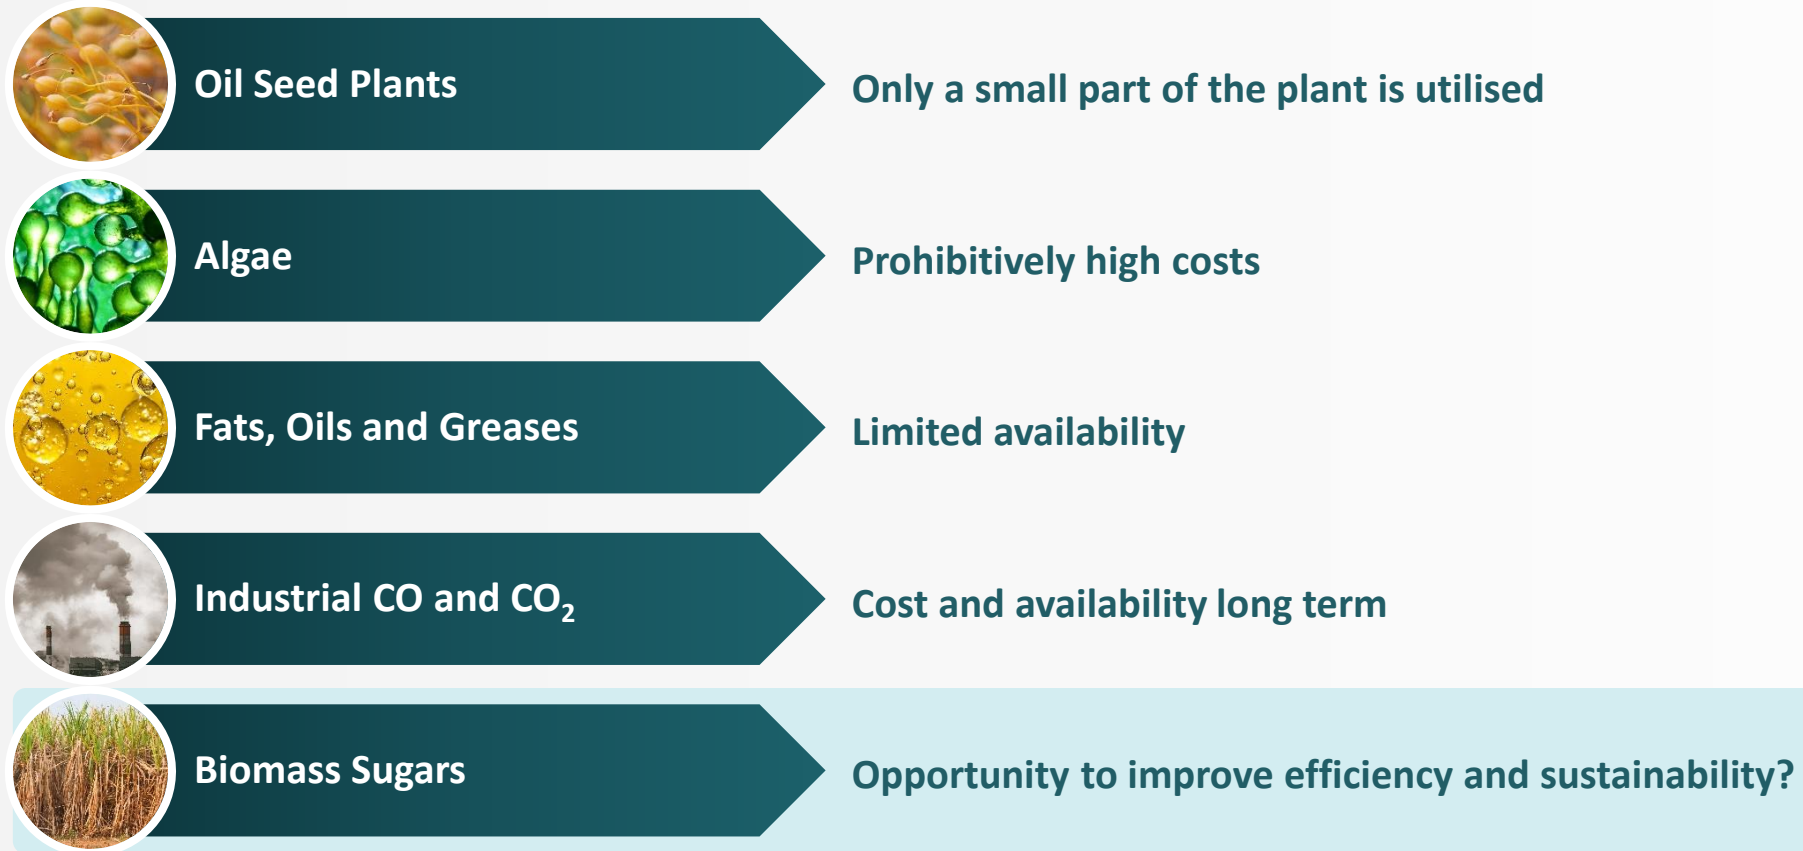 Oil Seed Plants
Only a small part of the plant is utilised
Algae
Prohibitively high costs
Fats, Oils and Greases
Limited availability
Industrial CO and CO₂
Cost and availability long term
Biomass Sugars
Opportunity to improve efficiency and sustainability?